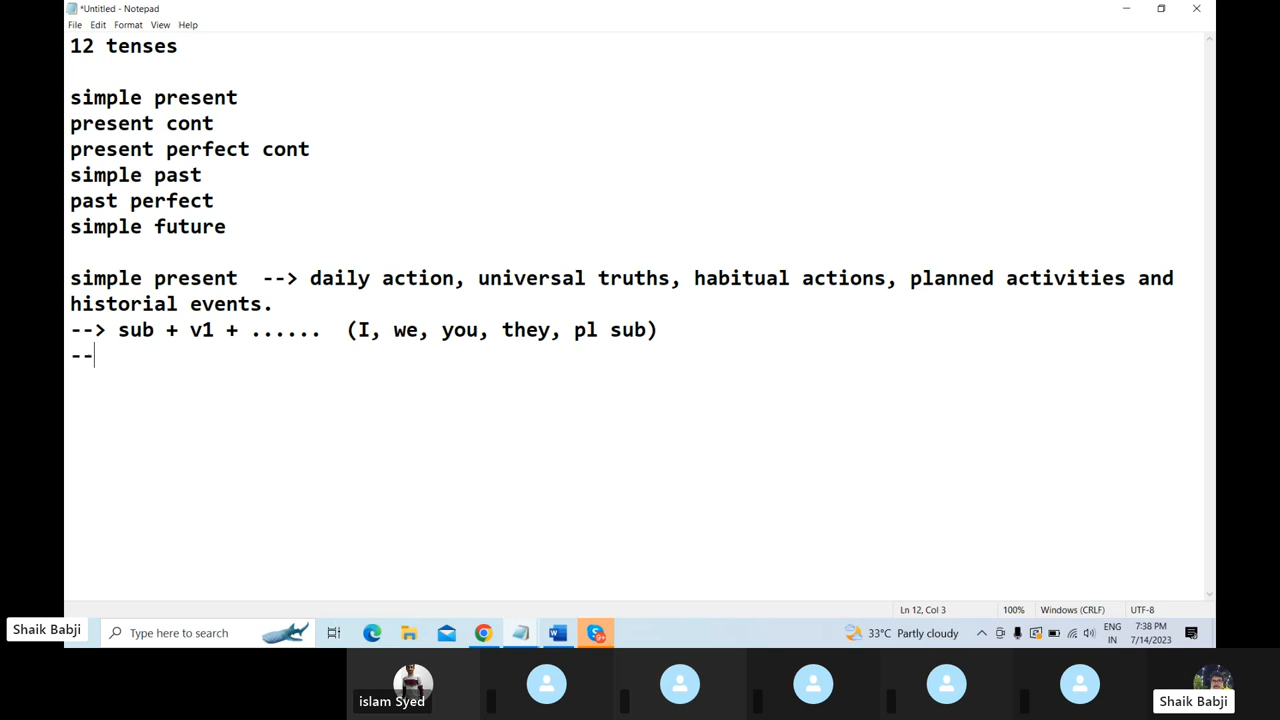 *Untitled - Notepad
File Edit Format View Help
12 tenses
simple present
present cont
present perfect cont
simple past
past perfect
simple future
simple present --> daily action, universal truths, habitual actions, planned activities and
historial events.
--> sub + v1 + ...... (I, we, you, they, pl sub)
--
Ln 12, Col 3 100% Windows (CRLF) UTF-8
Shaik Babji
Type here to search
33°C Partly cloudy
ENG
IN
7:38 PM
7/14/2023
islam Syed
Shaik Babji